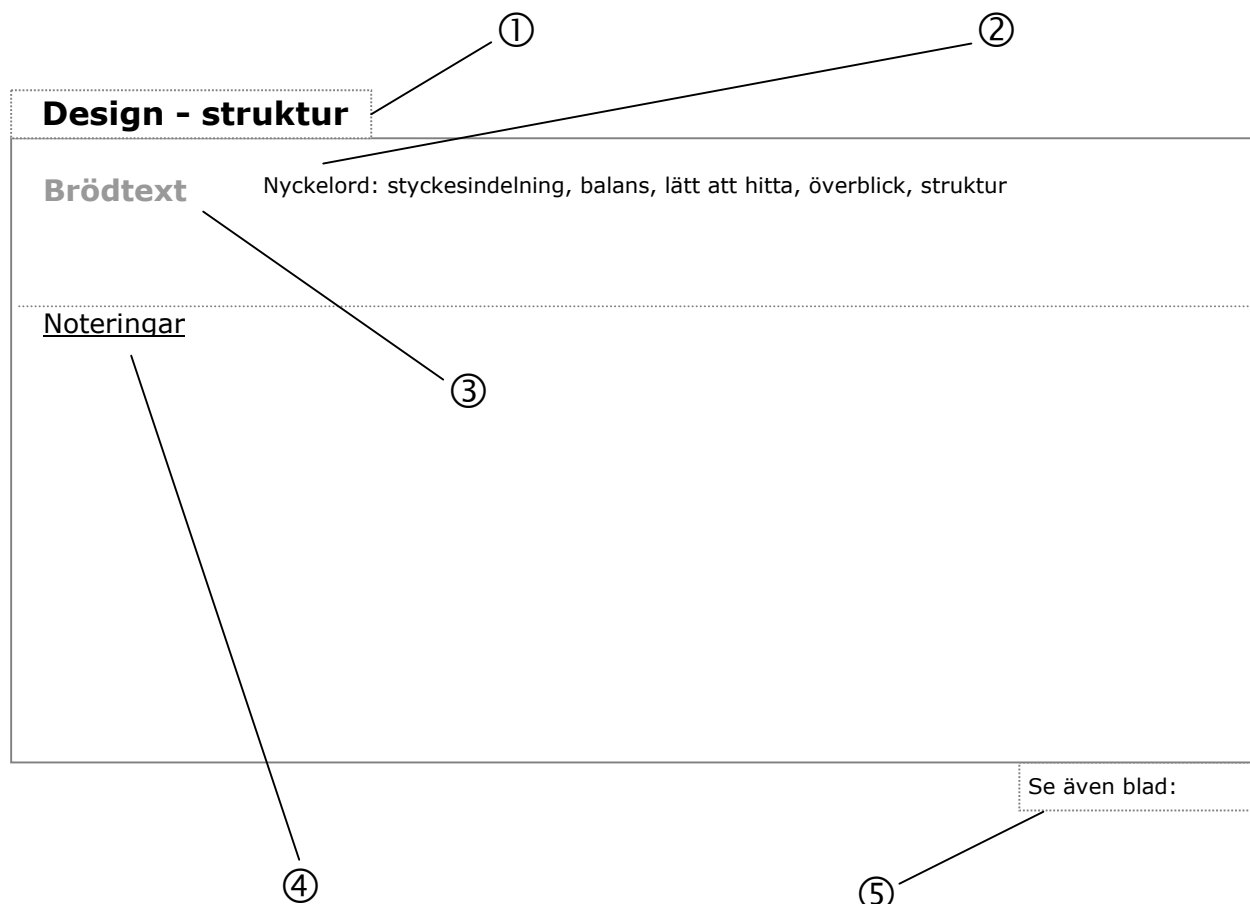 ① ②
Design - struktur
Brödtext Nyckelord: styckesindelning, balans, lätt att hitta, överblick, struktur
Noteringar
③
Se även blad:
④ ⑤